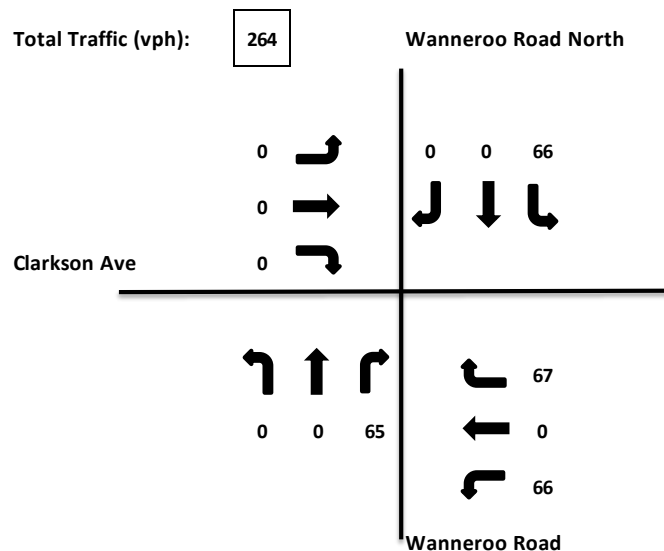 Total Traffic (vph): 264 Wanneroo Road North
0 0 0 66
0
Clarkson Ave 0
67
0 0 65 0
66
Wanneroo Road